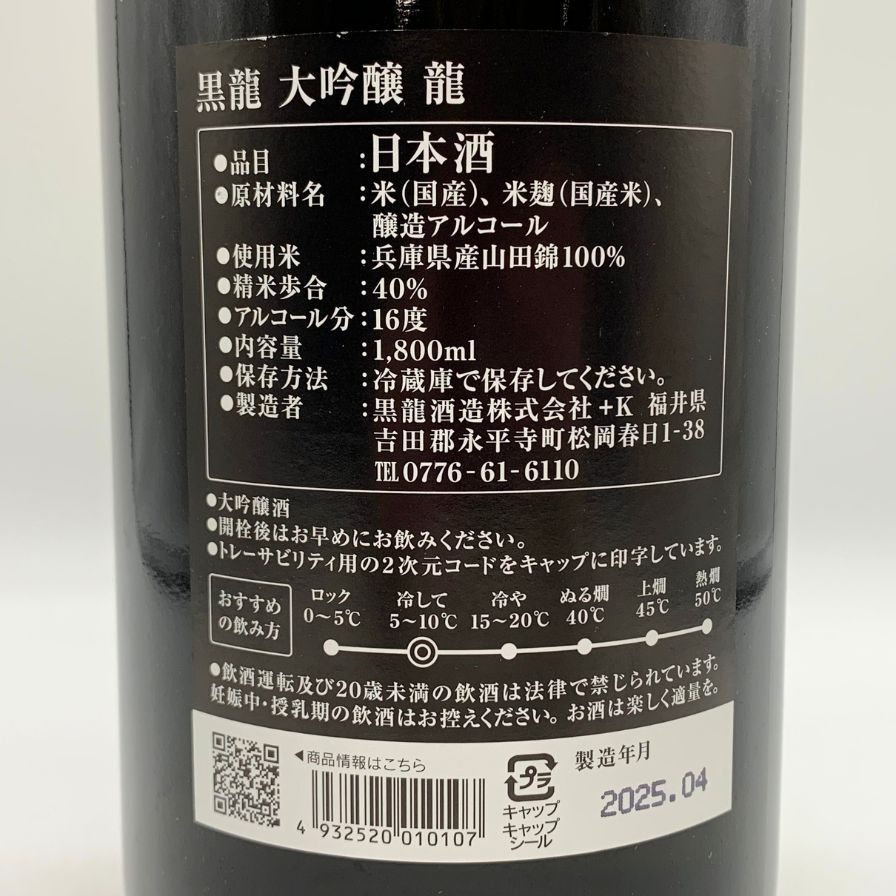 黒龍 大吟醸 龍
●品目 :日本酒
●原材料名 :米(国産)、米麹(国産米)、
醸造アルコール
●使用米 :兵庫県産山田錦100%
●精米歩合 :40%
●アルコール分:16度
●内容量 :1,800ml
●保存方法 :冷蔵庫で保存してください。
●製造者 :黒龍酒造株式会社+K 福井県
吉田郡永平寺町松岡春日1-38
TEL 0776-61-6110
●大吟醸酒
●開栓後はお早めにお飲みください。
●トレーサビリティ用の2次元コードをキャップに印字しています。
おすすめ
の飲み方
ロック 冷して 冷や ぬる燗 上燗 熱燗
0〜5℃ 5〜10℃ 15〜20℃ 40℃ 45℃ 50℃
●飲酒運転及び20歳未満の飲酒は法律で禁じられています。
妊娠中・授乳期の飲酒はお控えください。お酒は楽しく適量を。
◀商品情報はこちら
4 932520 010107
プラ
キャップ
キャップ
シール
製造年月
2025.04